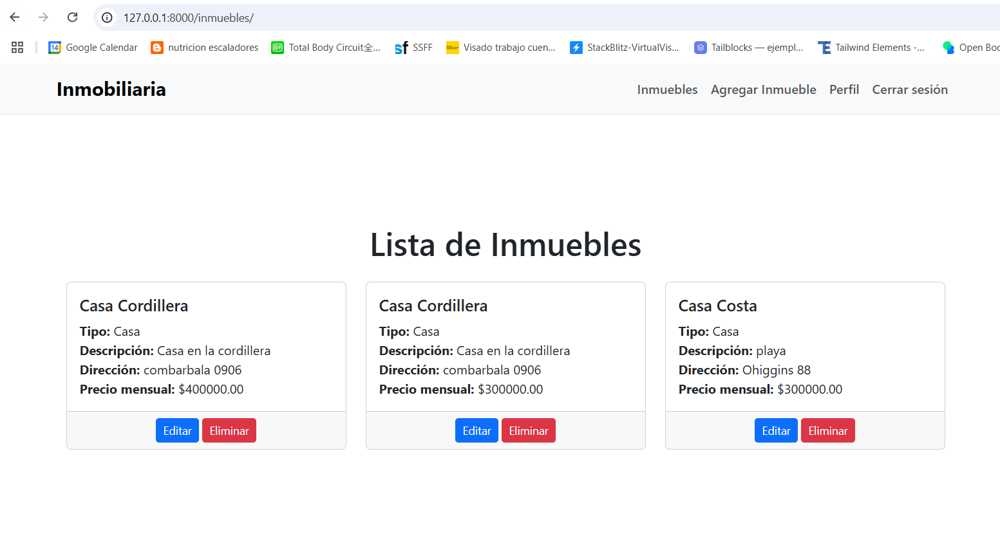 127.0.0.1:8000/inmuebles/
14 Google Calendar nutricion escaladores DIY Total Body Circuit全... sf SSFF Visado trabajo cuen... StackBlitz-VirtualVis... Tailblocks — ejempl... TE Tailwind Elements -... Open Boo
Inmobiliaria Inmuebles Agregar Inmueble Perfil Cerrar sesión
Lista de Inmuebles
Casa Cordillera
Tipo: Casa
Descripción: Casa en la cordillera
Dirección: combarbala 0906
Precio mensual: $400000.00
Editar Eliminar
Casa Cordillera
Tipo: Casa
Descripción: Casa en la cordillera
Dirección: combarbala 0906
Precio mensual: $300000.00
Editar Eliminar
Casa Costa
Tipo: Casa
Descripción: playa
Dirección: Ohiggins 88
Precio mensual: $300000.00
Editar Eliminar